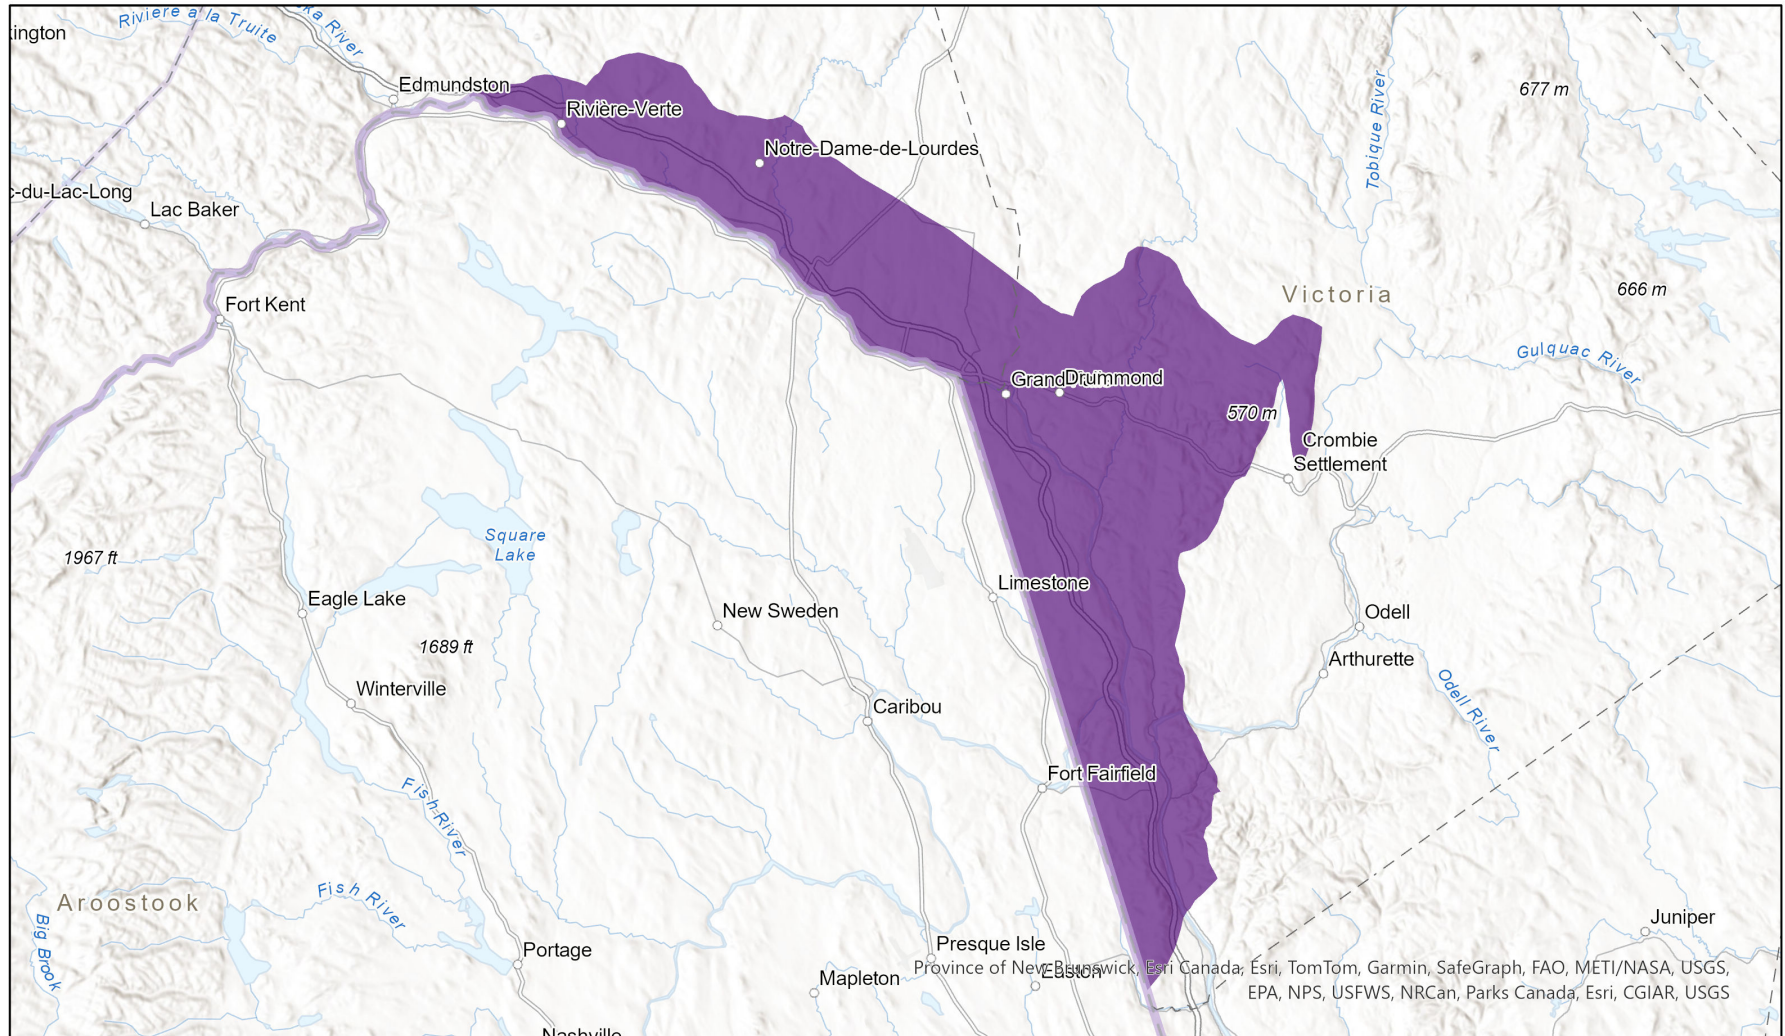 Riviere a la Truite
ka River
kington
Edmundston
677 m
Rivière-Verte
Tobique River
Notre-Dame-de-Lourdes
c-du-Lac-Long
Lac Baker
Victoria
666 m
Fort Kent
Gulquac River
Grand
Drummond
570 m
Crombie
Settlement
Square
Lake
1967 ft
Limestone
Eagle Lake
New Sweden
Odell
1689 ft
Arthurette
Winterville
Odell River
Caribou
Fort Fairfield
Fish River
Fish River
Aroostook
Big Brook
Juniper
Portage
Presque Isle
Easton
Mapleton
Province of New Brunswick, Esri Canada, Esri, TomTom, Garmin, SafeGraph, FAO, METI/NASA, USGS,
EPA, NPS, USFWS, NRCan, Parks Canada, Esri, CGIAR, USGS
Nashville